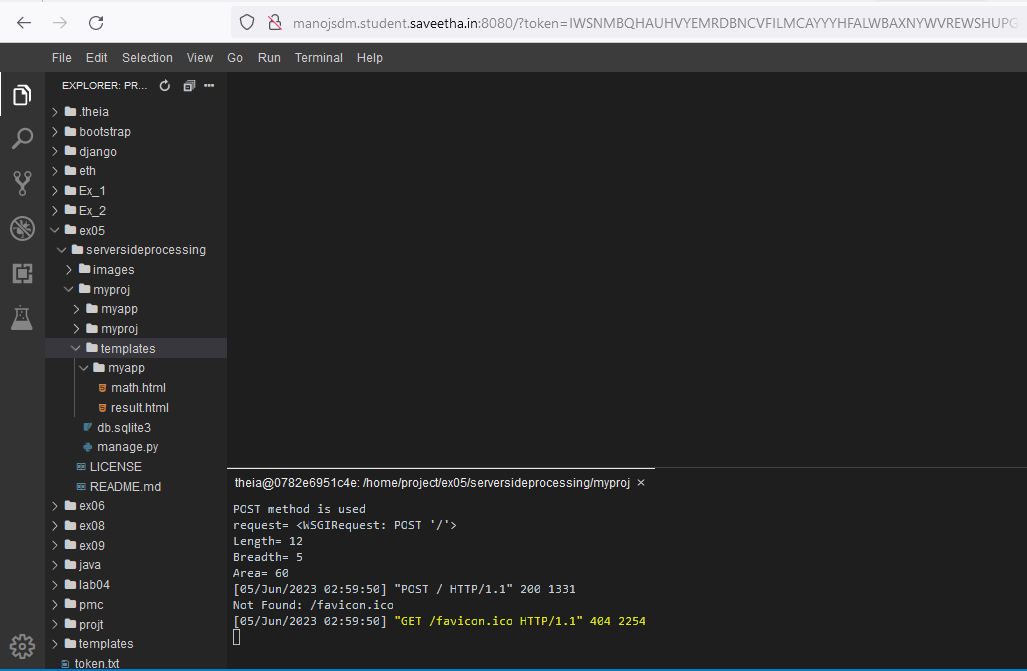 manojsdm.student.saveetha.in:8080/?token=IWSNMBQHAUHVYEMRDBNCVFILMCAYYYHFALWBAXNYWVREWSHUPG
File Edit Selection View Go Run Terminal Help
EXPLORER: PR...
.theia
bootstrap
django
eth
Ex_1
Ex_2
ex05
serversideprocessing
images
myproj
myapp
myproj
templates
myapp
math.html
result.html
db.sqlite3
manage.py
LICENSE
README.md
ex06
ex08
ex09
java
lab04
pmc
projt
templates
token.txt
theia@0782e6951c4e: /home/project/ex05/serversideprocessing/myproj ×
POST method is used
request= <WSGIRequest: POST '/'>
Length= 12
Breadth= 5
Area= 60
[05/Jun/2023 02:59:50] "POST / HTTP/1.1" 200 1331
Not Found: /favicon.ico
[05/Jun/2023 02:59:50] "GET /favicon.ico HTTP/1.1" 404 2254